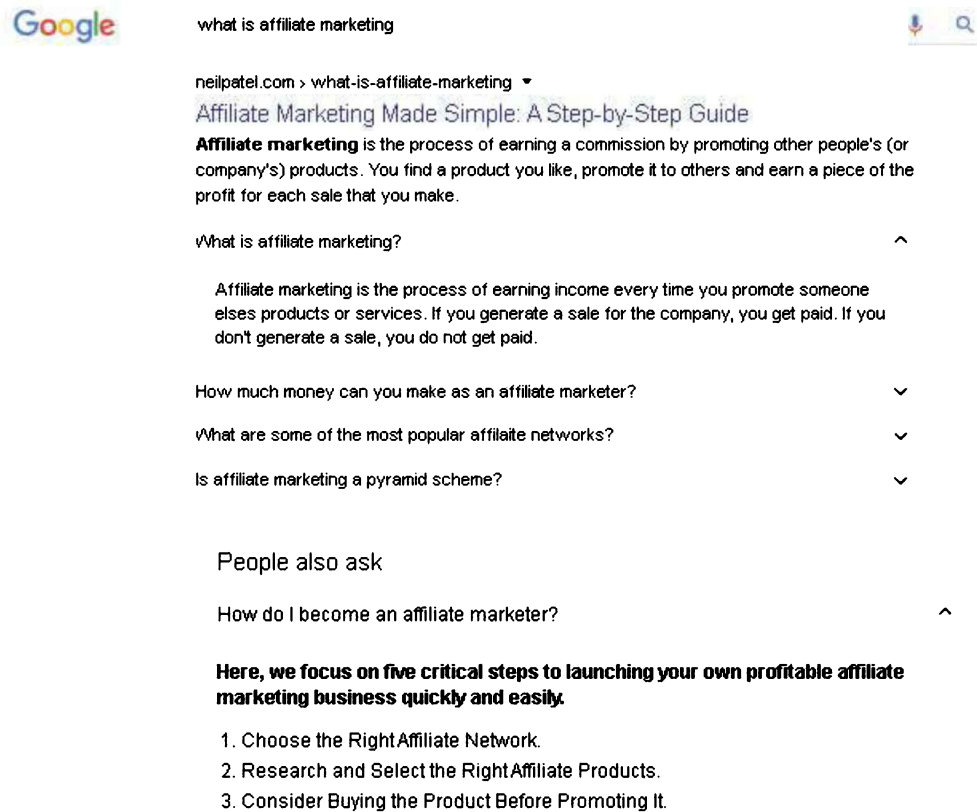 Google
what is affiliate marketing
neilpatel.com › what-is-affiliate-marketing
Affiliate Marketing Made Simple: A Step-by-Step Guide
Affiliate marketing is the process of earning a commission by promoting other people's (or
company's) products. You find a product you like, promote it to others and earn a piece of the
profit for each sale that you make.
What is affiliate marketing?
Affiliate marketing is the process of earning income every time you promote someone
elses products or services. If you generate a sale for the company, you get paid. If you
don't generate a sale, you do not get paid.
How much money can you make as an affiliate marketer?
What are some of the most popular affilaite networks?
Is affiliate marketing a pyramid scheme?
People also ask
How do I become an affiliate marketer?
Here, we focus on five critical steps to launching your own profitable affiliate
marketing business quickly and easily.
1. Choose the Right Affiliate Network.
2. Research and Select the Right Affiliate Products.
3. Consider Buying the Product Before Promoting It.